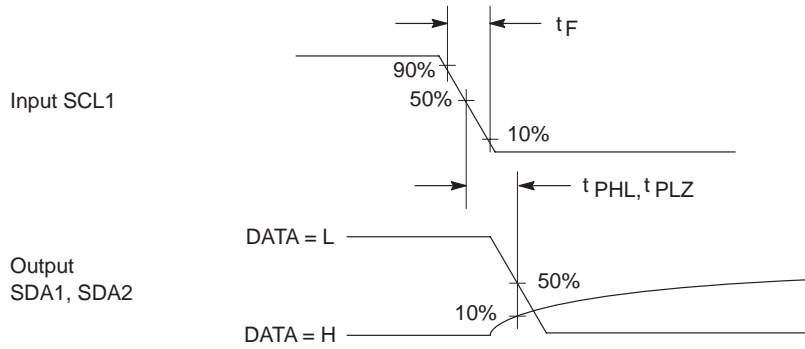 t F
90%
Input SCL1
50%
10%
t PHL, t PLZ
DATA = L
Output
SDA1, SDA2
50%
10%
DATA = H